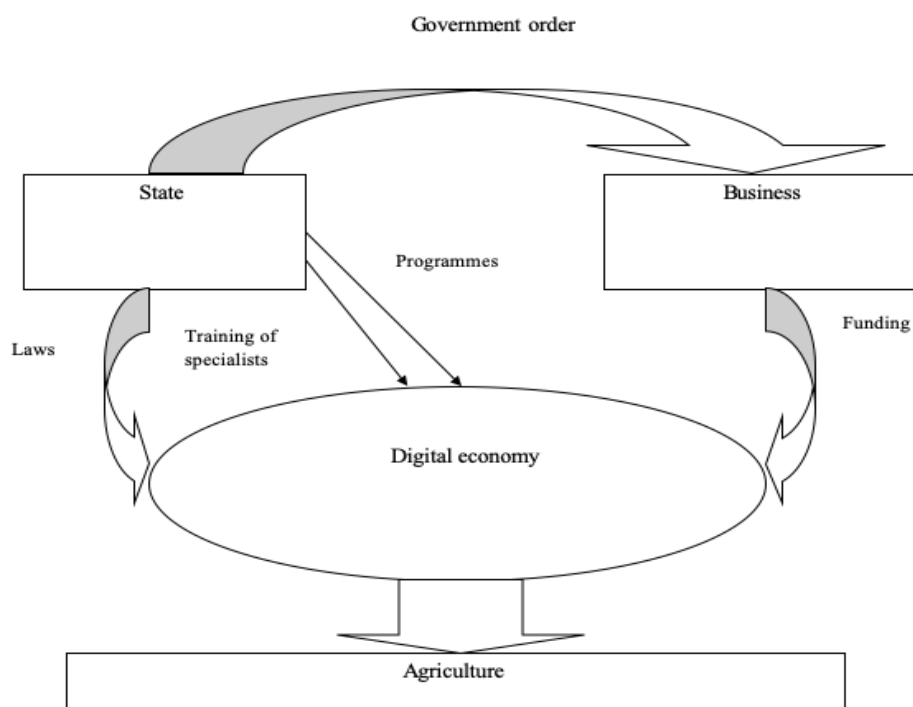 Government order
State
Business
Programmes
Funding
Laws
Training of
specialists
Digital economy
Agriculture